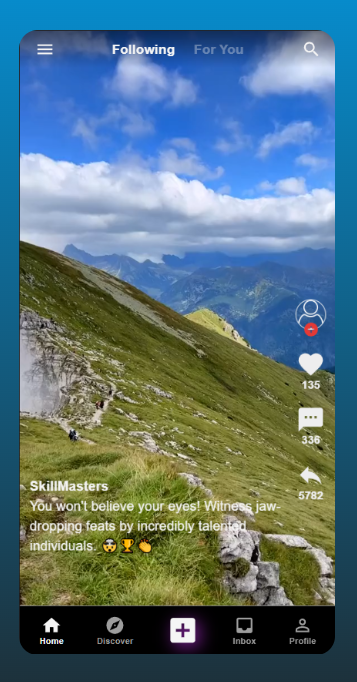 Following For You
135
336
5782
SkillMasters
You won't believe your eyes! Witness jaw-
dropping feats by incredibly talented
individuals. 🤯🏆👏
Home Discover Inbox Profile